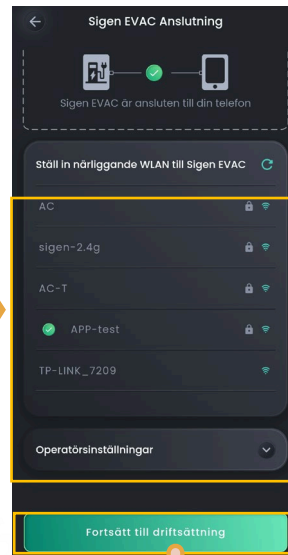 Sigen EVAC Anslutning
Sigen EVAC är ansluten till din telefon
Ställ in närliggande WLAN till Sigen EVAC
AC
sigen-2.4g
AC-T
APP-test
TP-LINK_7209
Operatörsinställningar
Fortsätt till driftsättning